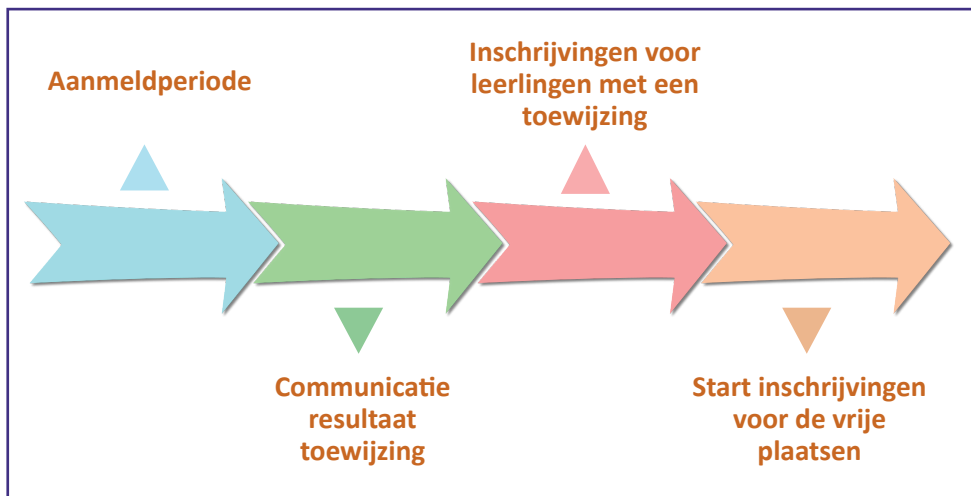 Aanmeldperiode
Inschrijvingen voor
leerlingen met een
toewijzing
Communicatie
resultaat
toewijzing
Start inschrijvingen
voor de vrije
plaatsen